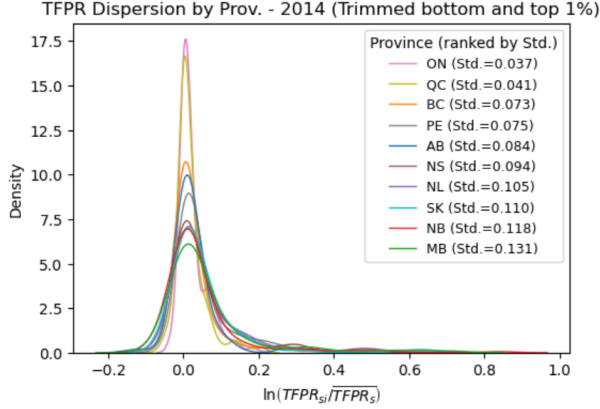 TFPR Dispersion by Prov. - 2014 (Trimmed bottom and top 1%)
Density
17.5
15.0
12.5
10.0
7.5
5.0
2.5
0.0
Province (ranked by Std.)
ON (Std.=0.037)
QC (Std.=0.041)
BC (Std.=0.073)
PE (Std.=0.075)
AB (Std.=0.084)
NS (Std.=0.094)
NL (Std.=0.105)
SK (Std.=0.110)
NB (Std.=0.118)
MB (Std.=0.131)
−0.2 0.0 0.2 0.4 0.6 0.8 1.0
ln(TFPR_si/TFPR_s)